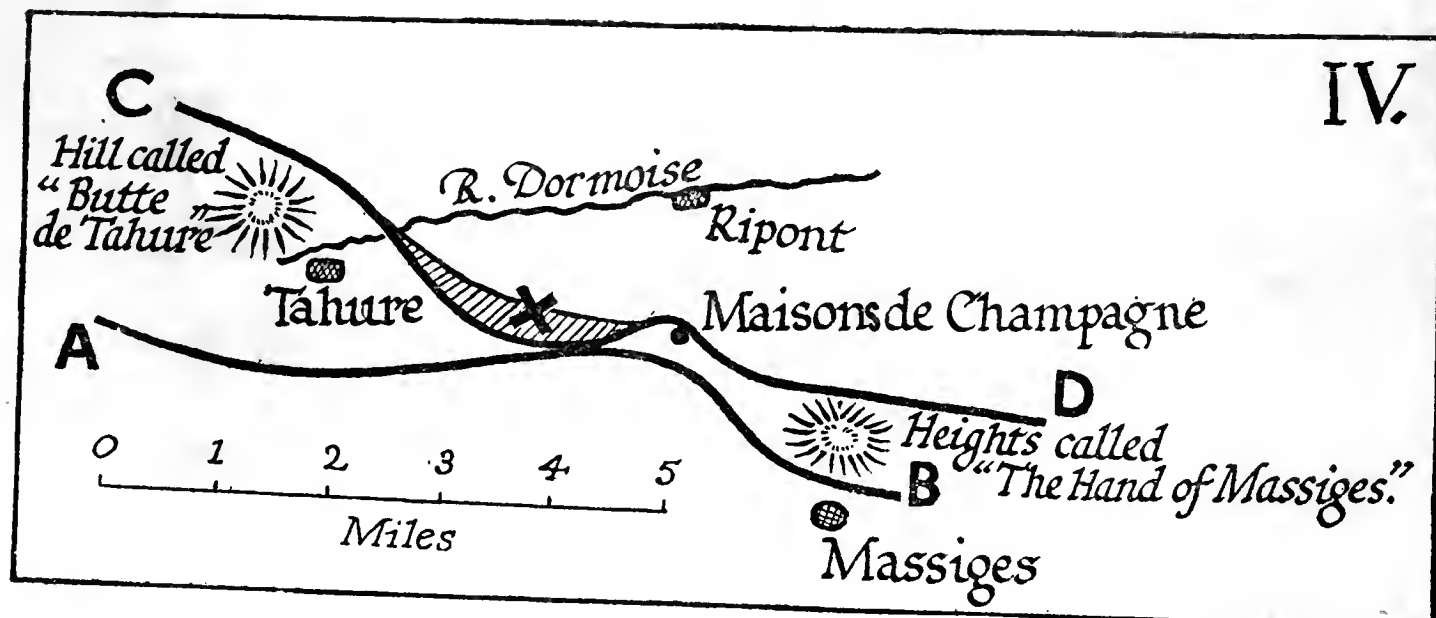 IV.
C
Hill called
"Butte "
de Tahure
R. Dormoise
Ripont
Tahure
X
Maisons de Champagne
A
D
Heights called
"The Hand of Massiges."
B
0 1 2 3 4 5
Miles
Massiges